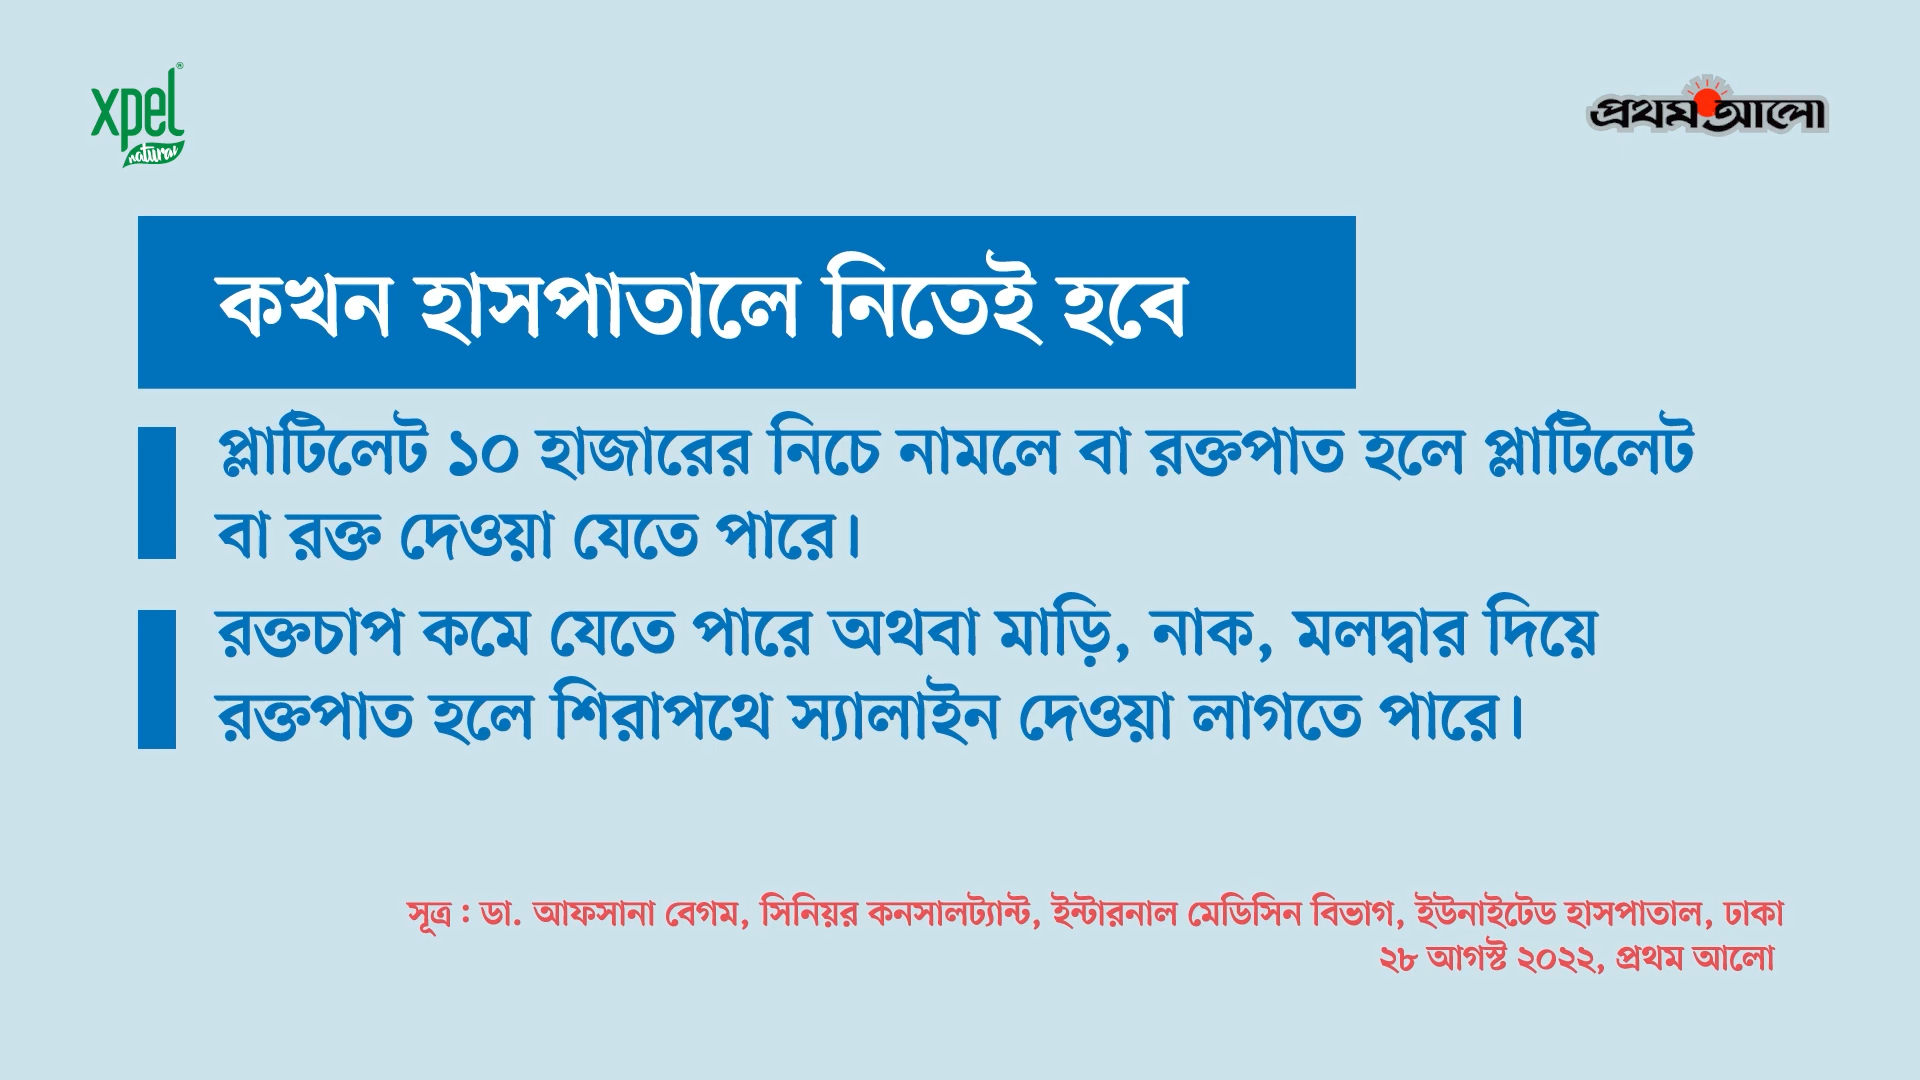 xpel
natural
প্রথম আলো
কখন হাসপাতালে নিতেই হবে
প্লাটিলেট ১০ হাজারের নিচে নামলে বা রক্তপাত হলে প্লাটিলেট
বা রক্ত দেওয়া যেতে পারে।
রক্তচাপ কমে যেতে পারে অথবা মাড়ি, নাক, মলদ্বার দিয়ে
রক্তপাত হলে শিরাপথে স্যালাইন দেওয়া লাগতে পারে।
সূত্র : ডা. আফসানা বেগম, সিনিয়র কনসালট্যান্ট, ইন্টারনাল মেডিসিন বিভাগ, ইউনাইটেড হাসপাতাল, ঢাকা
২৮ আগস্ট ২০২২, প্রথম আলো